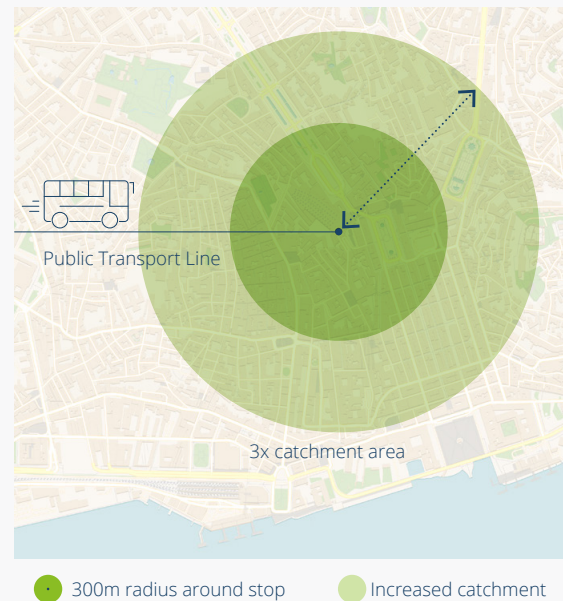 Public Transport Line
3x catchment area
300m radius around stop
Increased catchment